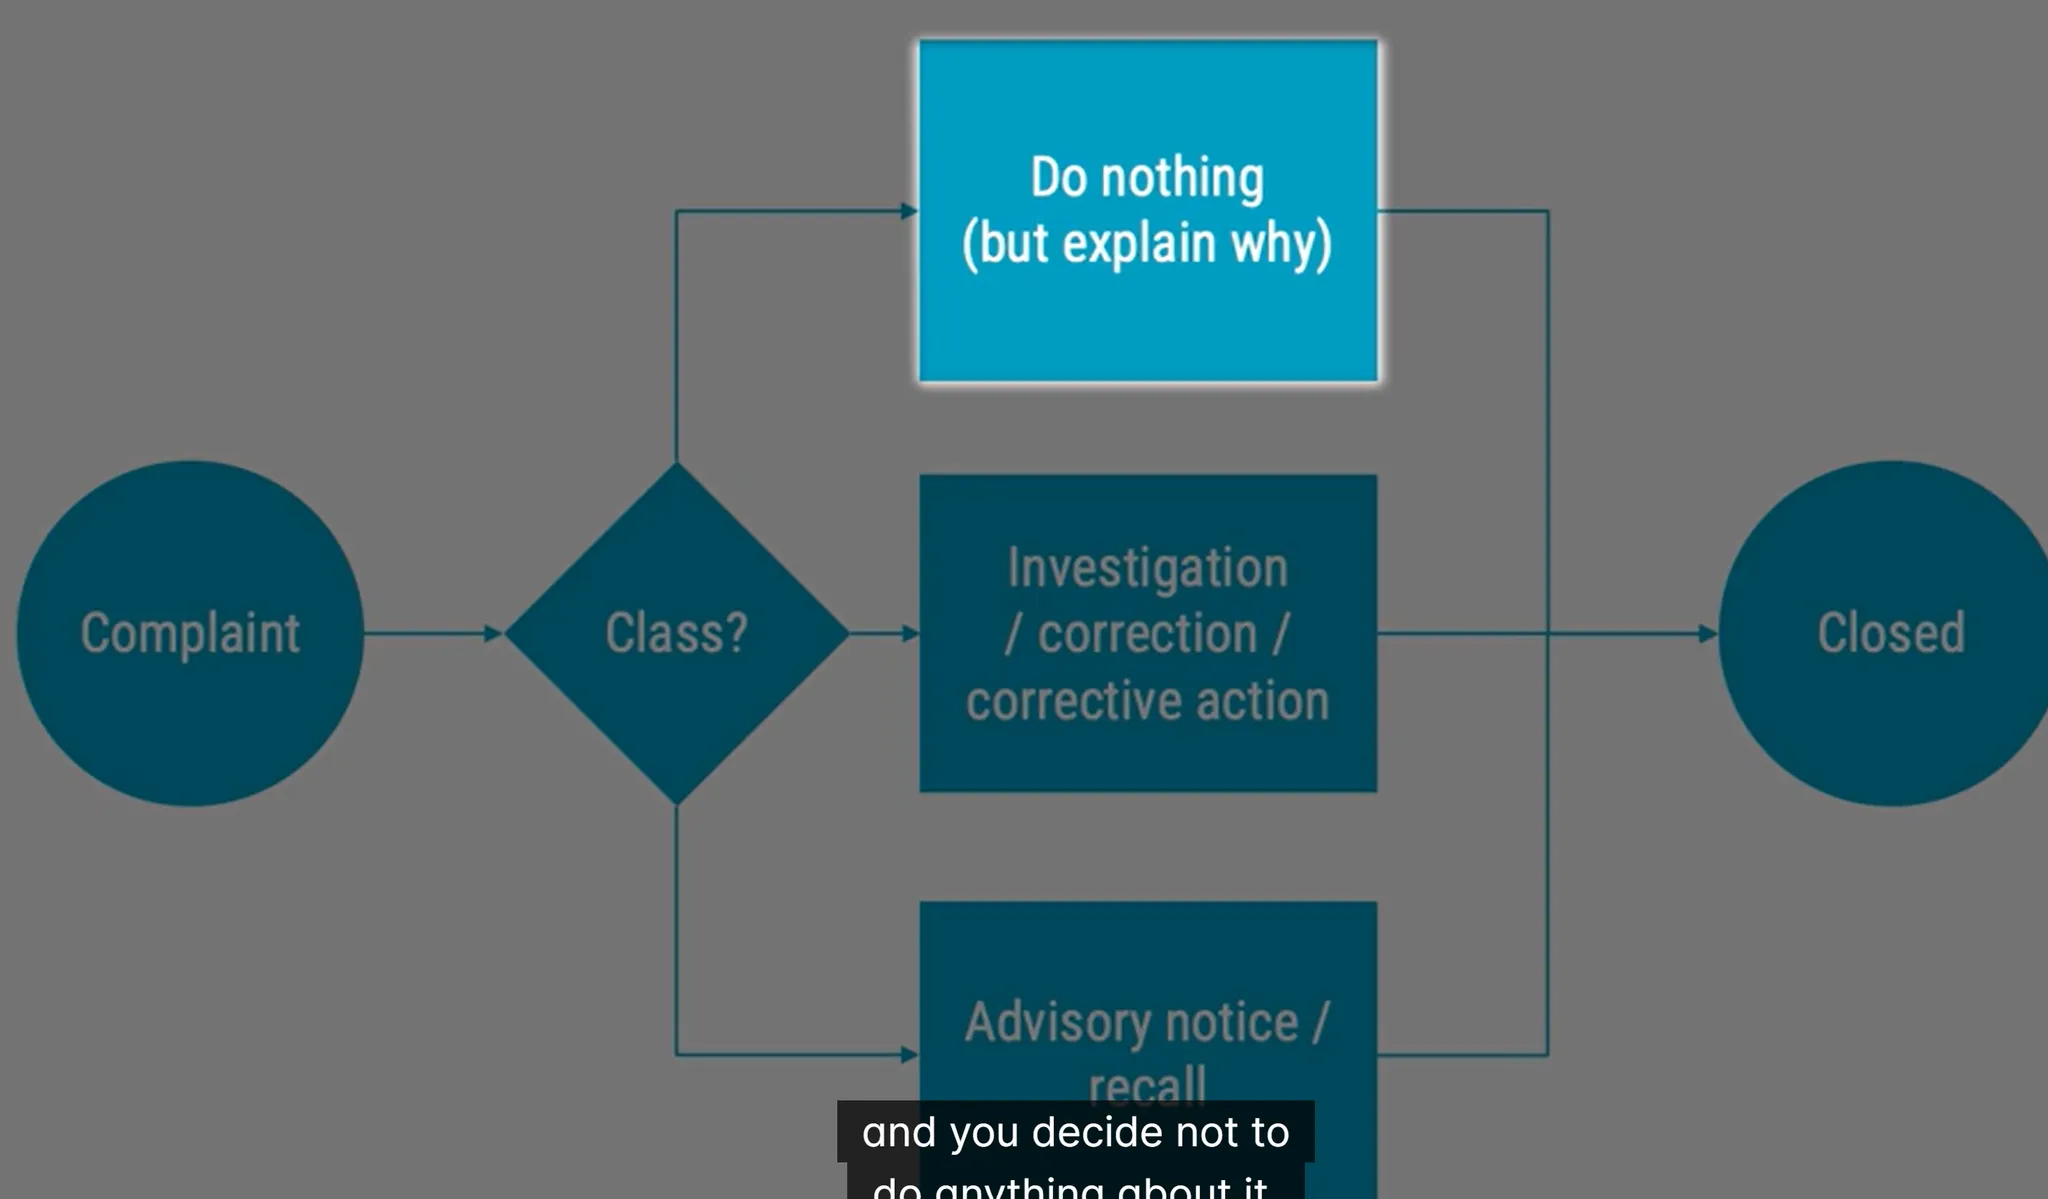 Do nothing
(but explain why)
Complaint
Class?
Investigation
/ correction /
corrective action
Closed
Advisory notice /
recall
and you decide not to
do anything about it